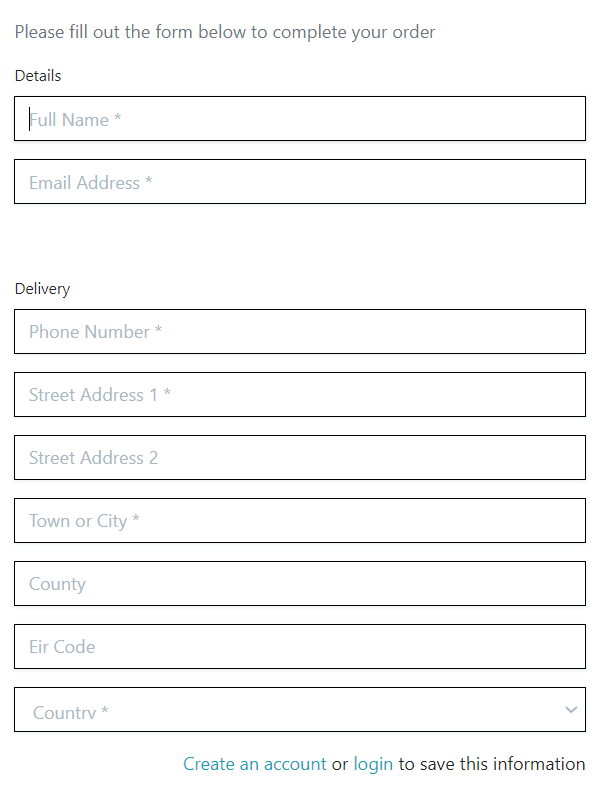 Please fill out the form below to complete your order
Details
Full Name *
Email Address *
Delivery
Phone Number *
Street Address 1 *
Street Address 2
Town or City *
County
Eir Code
Country *
Create an account or login to save this information